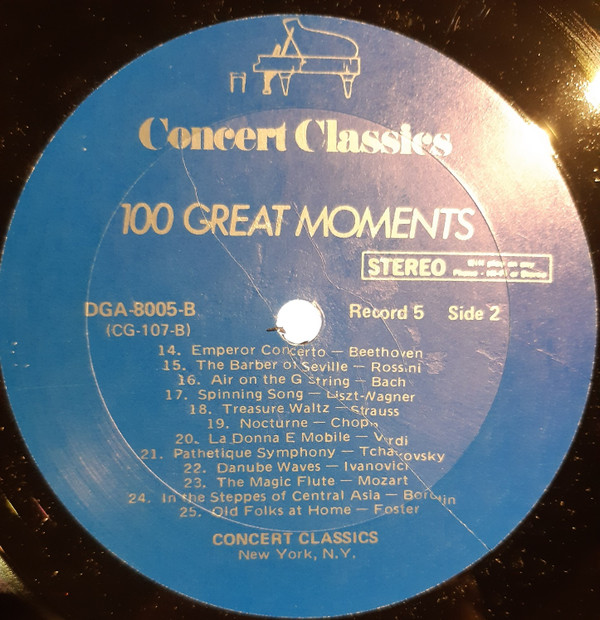 Concert Classics
100 GREAT MOMENTS
STEREO
DGA-8005-B Record 5 Side 2
(CG-107-B)
14. Emperor Concerto — Beethoven
15. The Barber of Seville — Rossini
16. Air on the G String — Bach
17. Spinning Song — Liszt-Wagner
18. Treasure Waltz — Strauss
19. Nocturne — Chopin
20. La Donna E Mobile — Verdi
21. Pathetique Symphony — Tchaikovsky
22. Danube Waves — Ivanovici
23. The Magic Flute — Mozart
24. In the Steppes of Central Asia — Borodin
25. Old Folks at Home — Foster
CONCERT CLASSICS
New York, N.Y.